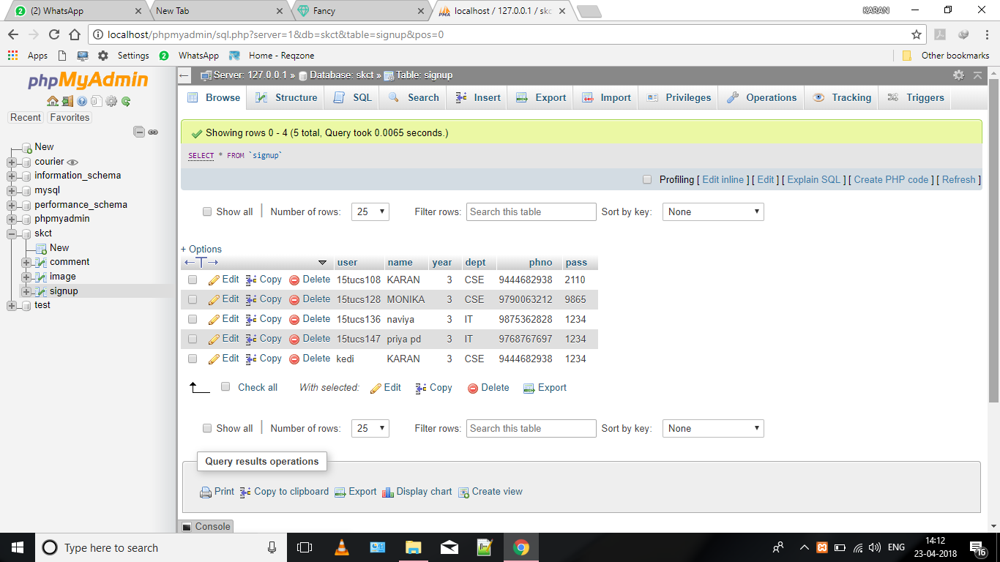 (2) WhatsApp New Tab Fancy localhost / 127.0.0.1 / skc KARAN
localhost/phpmyadmin/sql.php?server=1&db=skct&table=signup&pos=0
Apps Settings WhatsApp Home - Reqzone Other bookmarks
phpMyAdmin
Recent Favorites
New
courier
information_schema
mysql
performance_schema
phpmyadmin
skct
New
comment
image
signup
test
Server: 127.0.0.1 » Database: skct » Table: signup
Browse Structure SQL Search Insert Export Import Privileges Operations Tracking Triggers
Showing rows 0 - 4 (5 total, Query took 0.0065 seconds.)
SELECT * FROM `signup`
Profiling [ Edit inline ] [ Edit ] [ Explain SQL ] [ Create PHP code ] [ Refresh ]
Show all Number of rows: 25 Filter rows: Search this table Sort by key: None
+ Options
←T→ user name year dept phno pass
Edit Copy Delete 15tucs108 KARAN 3 CSE 9444682938 2110
Edit Copy Delete 15tucs128 MONIKA 3 CSE 9790063212 9865
Edit Copy Delete 15tucs136 naviya 3 IT 9875362828 1234
Edit Copy Delete 15tucs147 priya pd 3 IT 9768767697 1234
Edit Copy Delete kedi KARAN 3 CSE 9444682938 1234
Check all With selected: Edit Copy Delete Export
Show all Number of rows: 25 Filter rows: Search this table Sort by key: None
Query results operations
Print Copy to clipboard Export Display chart Create view
Console
Type here to search ENG 14:12
23-04-2018 16